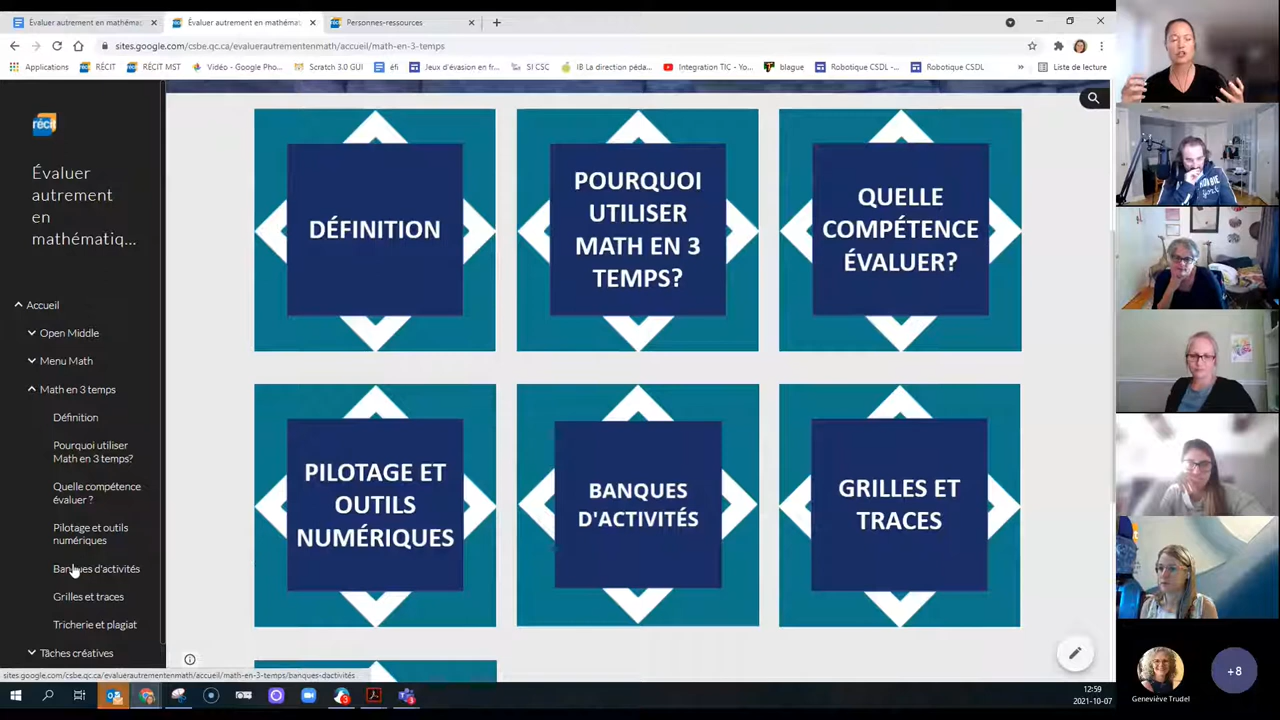 Évaluer autrement en mathéma
Évaluer autrement en mathéma
Personnes-ressources
sites.google.com/csbe.qc.ca/evaluerautrementenmath/accueil/math-en-3-temps
Applications
RÉCIT
RÉCIT MST
Vidéo - Google Pho...
Scratch 3.0 GUI
éfi
Jeux d'évasion en fr...
SI CSC
IB La direction péda...
Integration TIC - Yo...
blague
Robotique CSDL -...
Robotique CSDL...
Liste de lecture
récit
Évaluer
autrement
en
mathématiq...
Accueil
Open Middle
Menu Math
Math en 3 temps
Définition
Pourquoi utiliser
Math en 3 temps?
Quelle compétence
évaluer ?
Pilotage et outils
numériques
Banques d'activités
Grilles et traces
Tricherie et plagiat
Tâches créatives
DÉFINITION
POURQUOI
UTILISER
MATH EN 3
TEMPS?
QUELLE
COMPÉTENCE
ÉVALUER?
PILOTAGE ET
OUTILS
NUMÉRIQUES
BANQUES
D'ACTIVITÉS
GRILLES ET
TRACES
sites.google.com/csbe.qc.ca/evaluerautrementenmath/accueil/math-en-3-temps/banques-dactivités
12:59
2021-10-07
Geneviève Trudel
+8